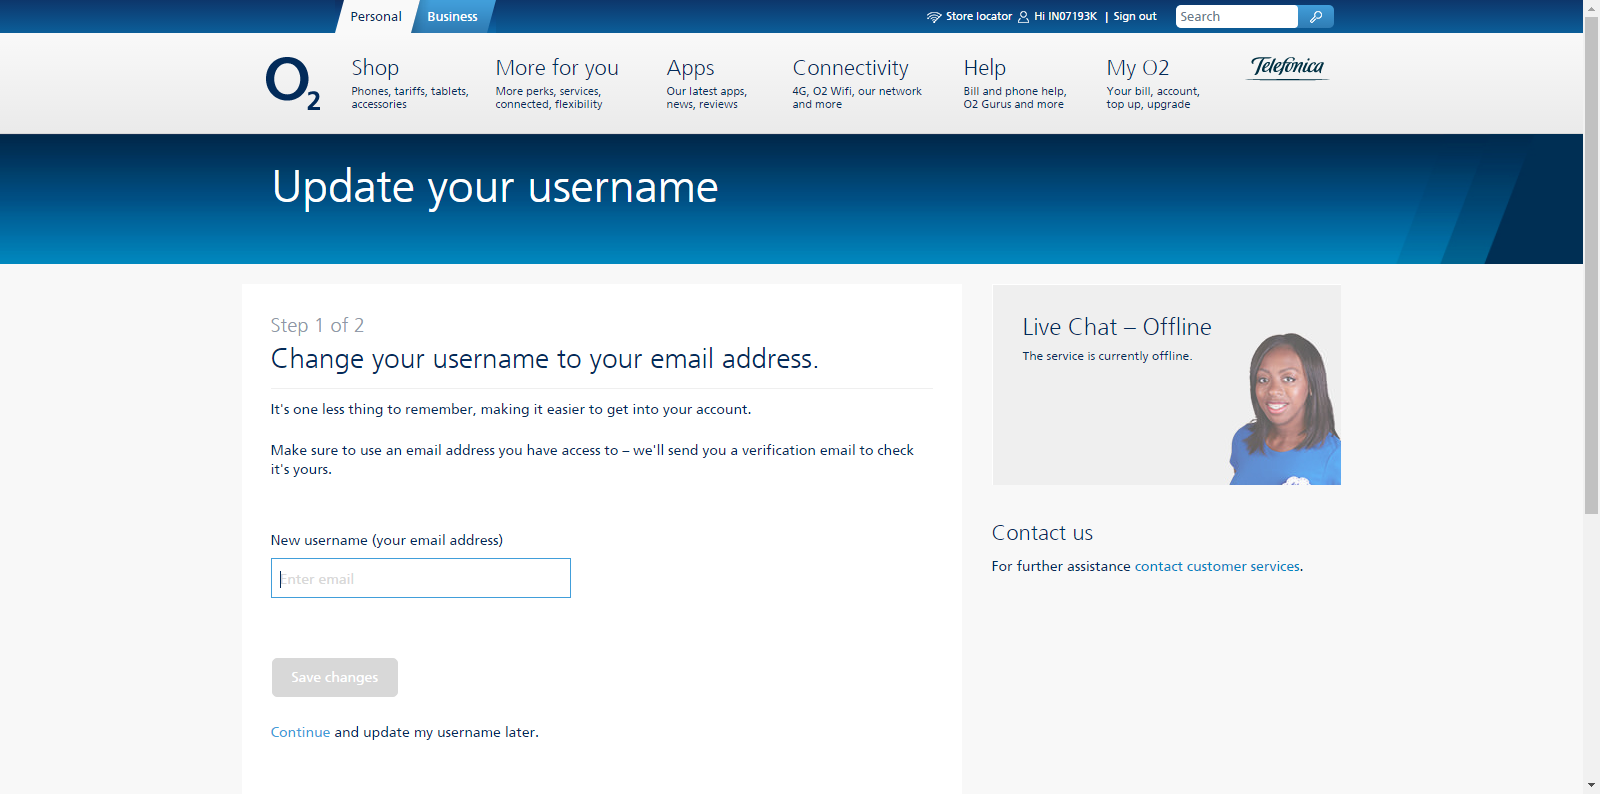 Personal
Business
Store locator
Hi IN07193K | Sign out
Search
O2
Shop
Phones, tariffs, tablets,
accessories
More for you
More perks, services,
connected, flexibility
Apps
Our latest apps,
news, reviews
Connectivity
4G, O2 Wifi, our network
and more
Help
Bill and phone help,
O2 Gurus and more
My O2
Your bill, account,
top up, upgrade
Telefónica
Update your username
Step 1 of 2
Change your username to your email address.
It's one less thing to remember, making it easier to get into your account.
Make sure to use an email address you have access to – we'll send you a verification email to check
it's yours.
New username (your email address)
Enter email
Save changes
Continue and update my username later.
Live Chat – Offline
The service is currently offline.
Contact us
For further assistance contact customer services.